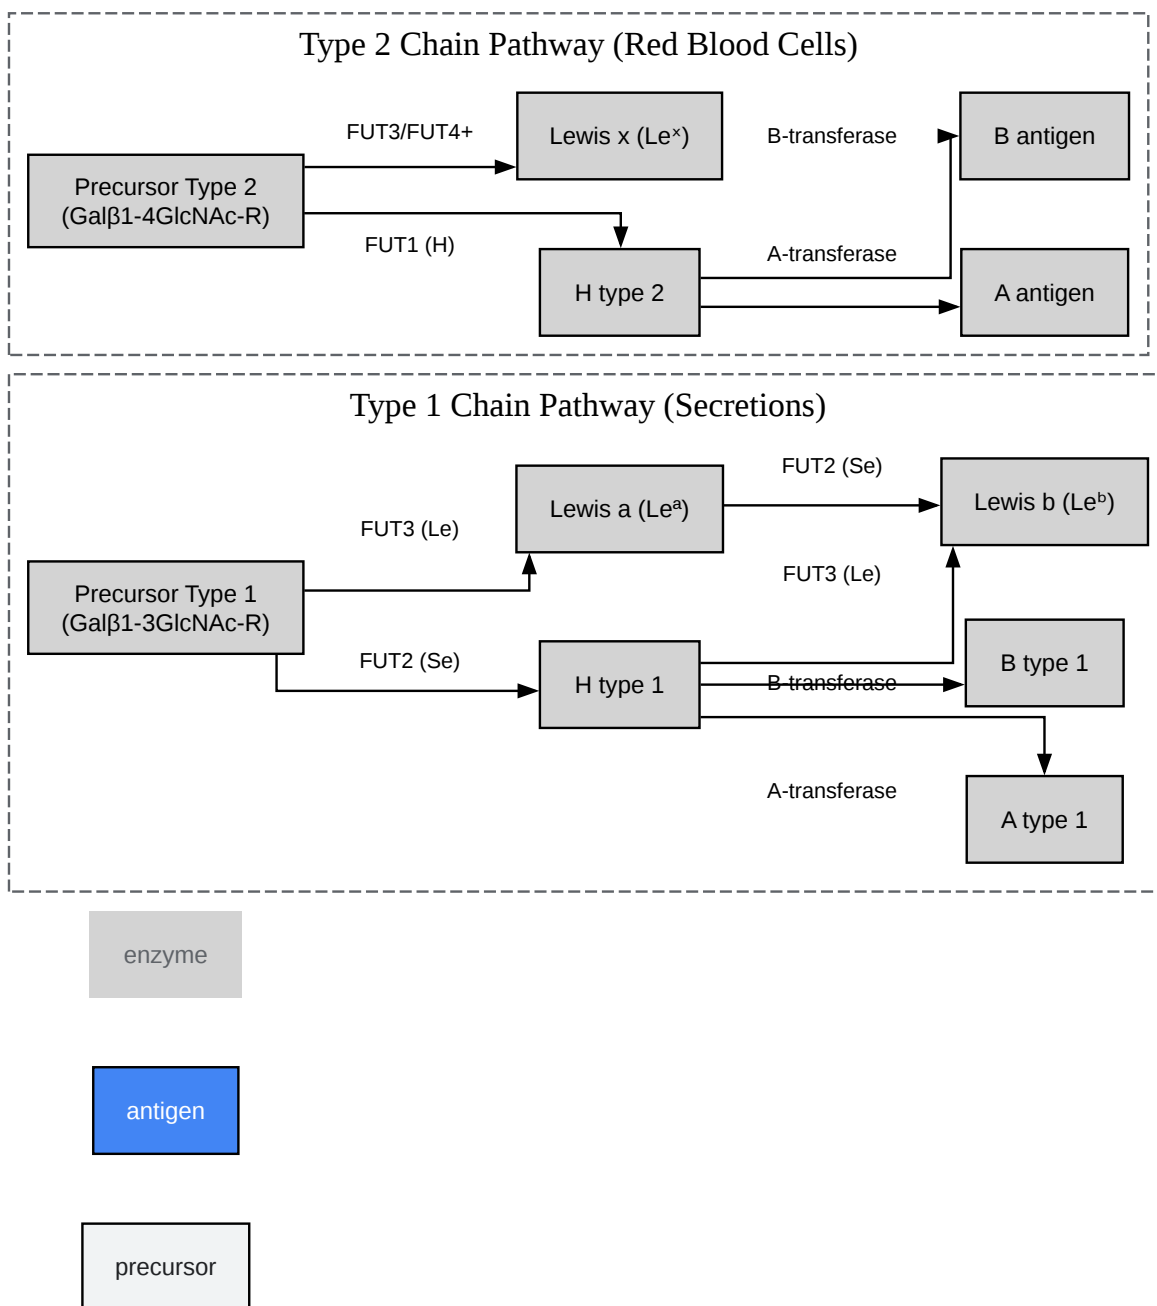 Type 2 Chain Pathway (Red Blood Cells)
FUT3/FUT4+
Lewis x (Leˣ)
B-transferase
B antigen
Precursor Type 2
(Galβ1-4GlcNAc-R)
FUT1 (H)
A-transferase
H type 2
A antigen
Type 1 Chain Pathway (Secretions)
FUT2 (Se)
Lewis a (Leª)
Lewis b (Leᵇ)
FUT3 (Le)
FUT3 (Le)
Precursor Type 1
(Galβ1-3GlcNAc-R)
FUT2 (Se)
H type 1
B-transferase
B type 1
A-transferase
A type 1
enzyme
antigen
precursor